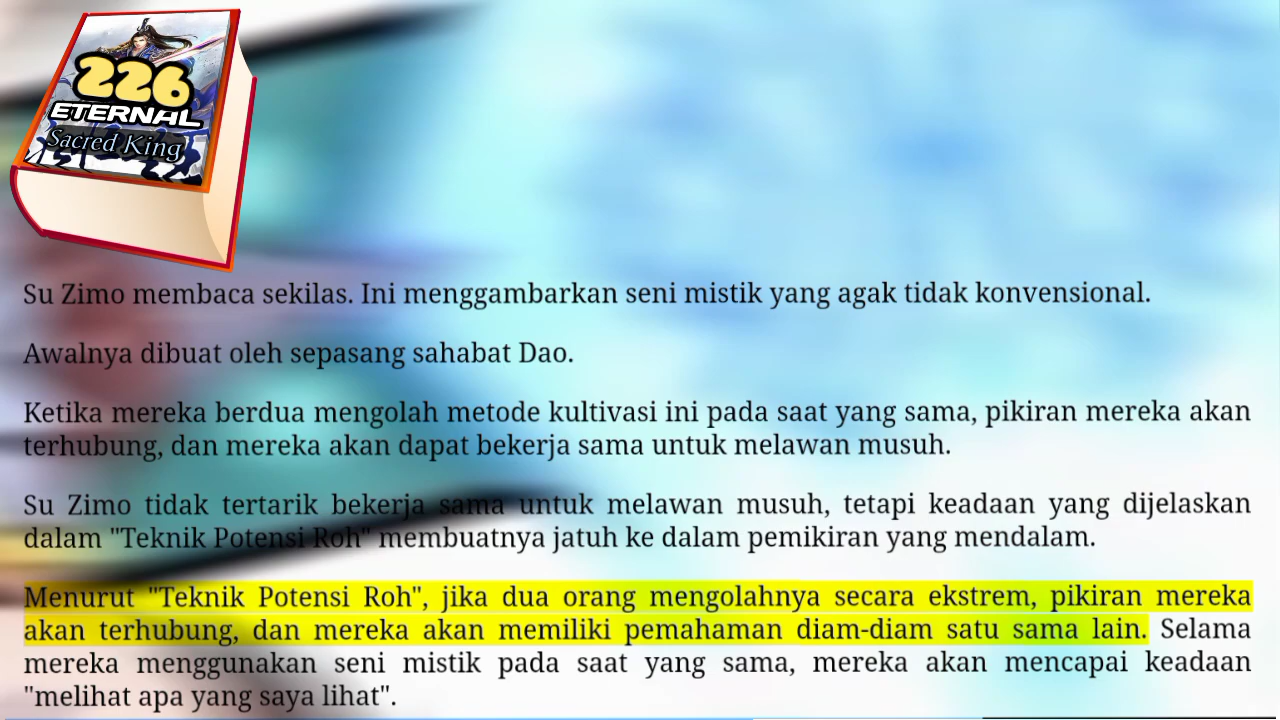 226
ETERNAL
Sacred King
Su Zimo membaca sekilas. Ini menggambarkan seni mistik yang agak tidak konvensional.
Awalnya dibuat oleh sepasang sahabat Dao.
Ketika mereka berdua mengolah metode kultivasi ini pada saat yang sama, pikiran mereka akan
terhubung, dan mereka akan dapat bekerja sama untuk melawan musuh.
Su Zimo tidak tertarik bekerja sama untuk melawan musuh, tetapi keadaan yang dijelaskan
dalam "Teknik Potensi Roh" membuatnya jatuh ke dalam pemikiran yang mendalam.
Menurut "Teknik Potensi Roh", jika dua orang mengolahnya secara ekstrem, pikiran mereka
akan terhubung, dan mereka akan memiliki pemahaman diam-diam satu sama lain. Selama
mereka menggunakan seni mistik pada saat yang sama, mereka akan mencapai keadaan
"melihat apa yang saya lihat".